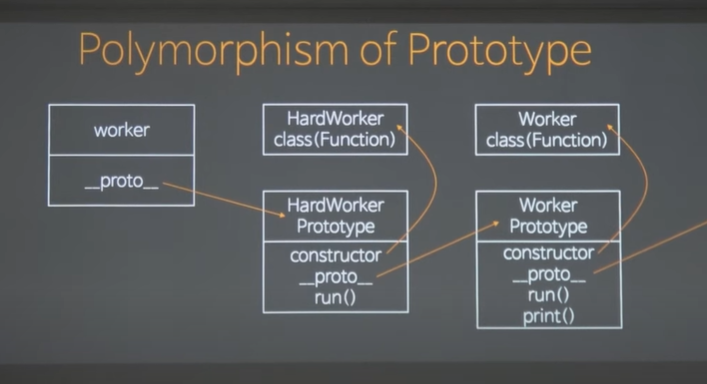 Polymorphism of Prototype
worker
__proto__
HardWorker
class(Function)
HardWorker
Prototype
constructor
__proto__
run()
Worker
class(Function)
Worker
Prototype
constructor
__proto__
run()
print()